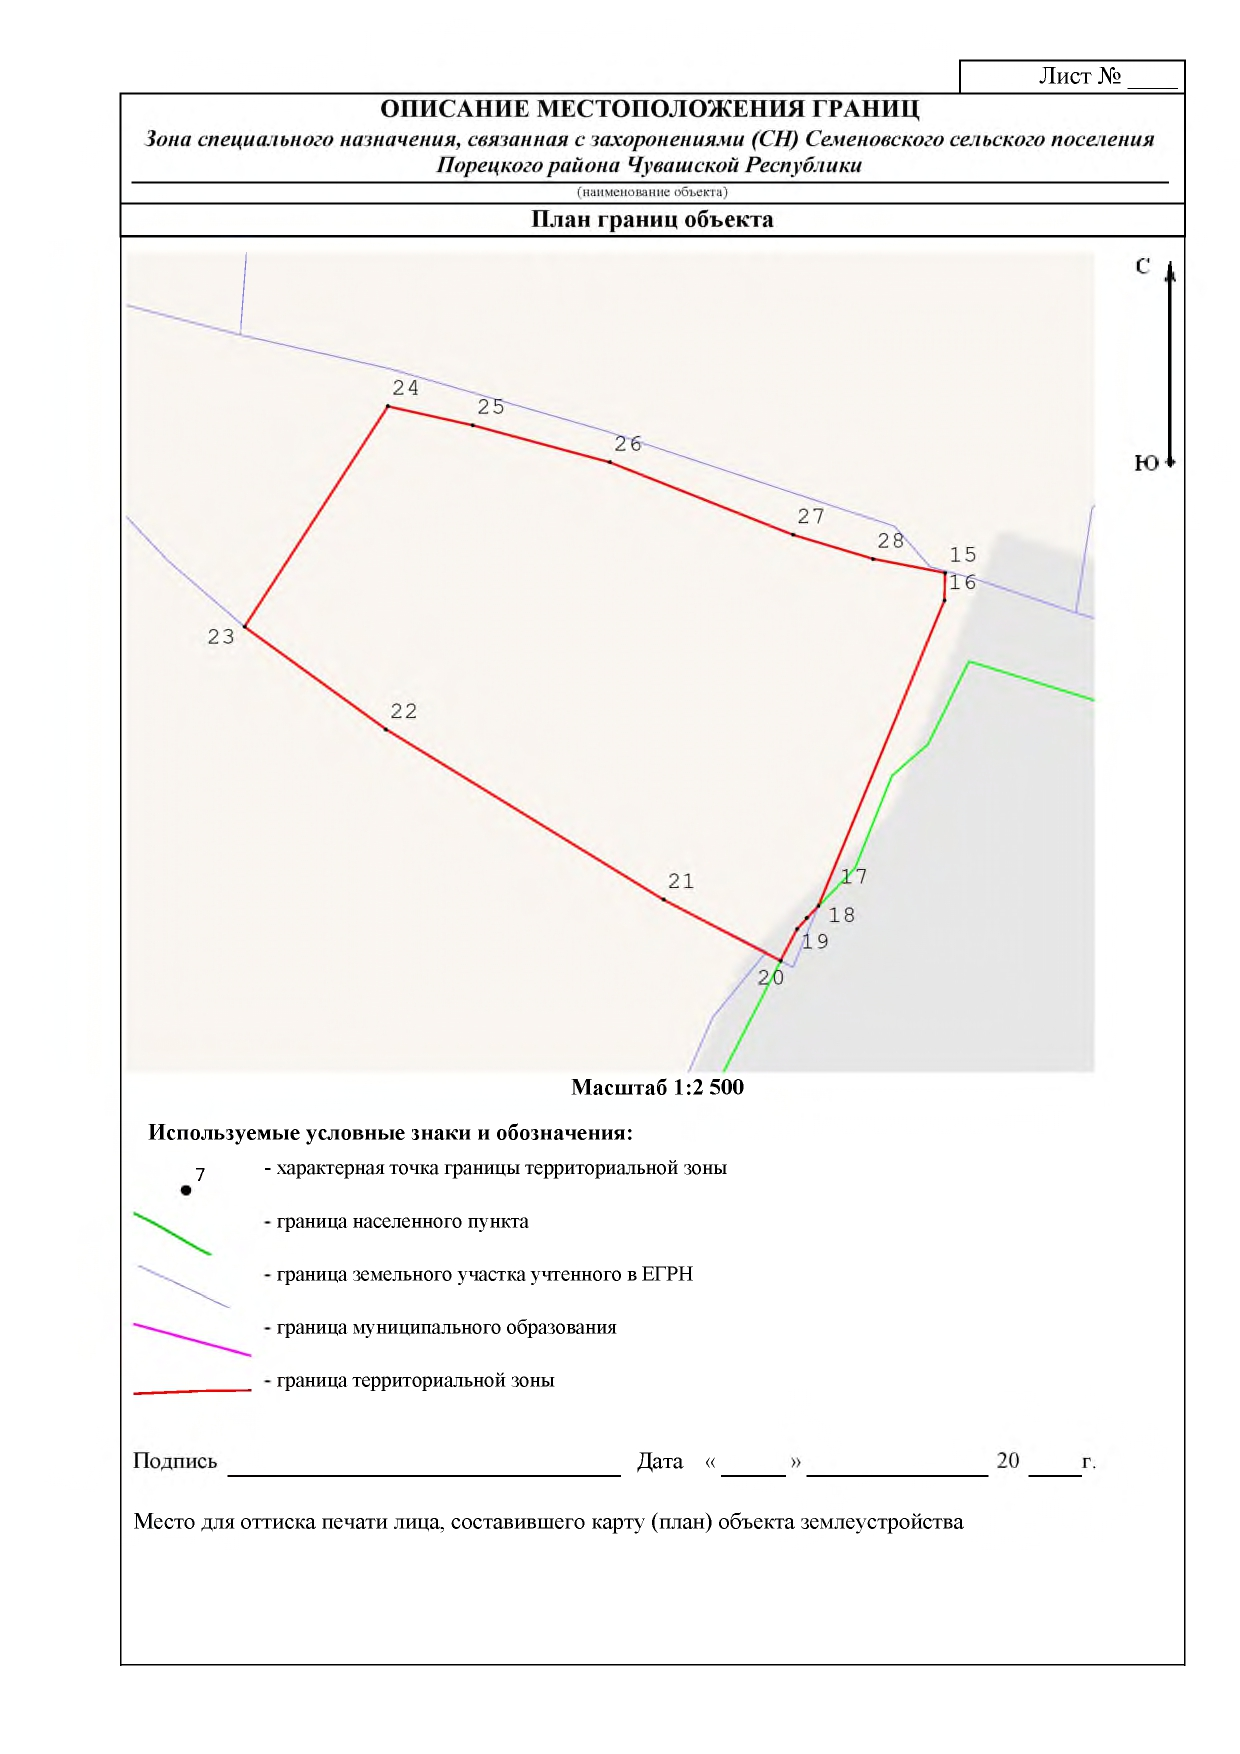 Лист № ____
ОПИСАНИЕ МЕСТОПОЛОЖЕНИЯ ГРАНИЦ
Зона специального назначения, связанная с захоронениями (СН) Семеновского сельского поселения
Порецкого района Чувашской Республики
(наименование объекта)
План границ объекта
С
24
25
26
Ю
27
28
15
16
23
22
21
17
18
19
20
Масштаб 1:2 500
Используемые условные знаки и обозначения:
7 - характерная точка границы территориальной зоны
- граница населенного пункта
- граница земельного участка учтенного в ЕГРН
- граница муниципального образования
- граница территориальной зоны
Подпись ____ Дата « ____ » ____ 20 ____ г.
Место для оттиска печати лица, составившего карту (план) объекта землеустройства